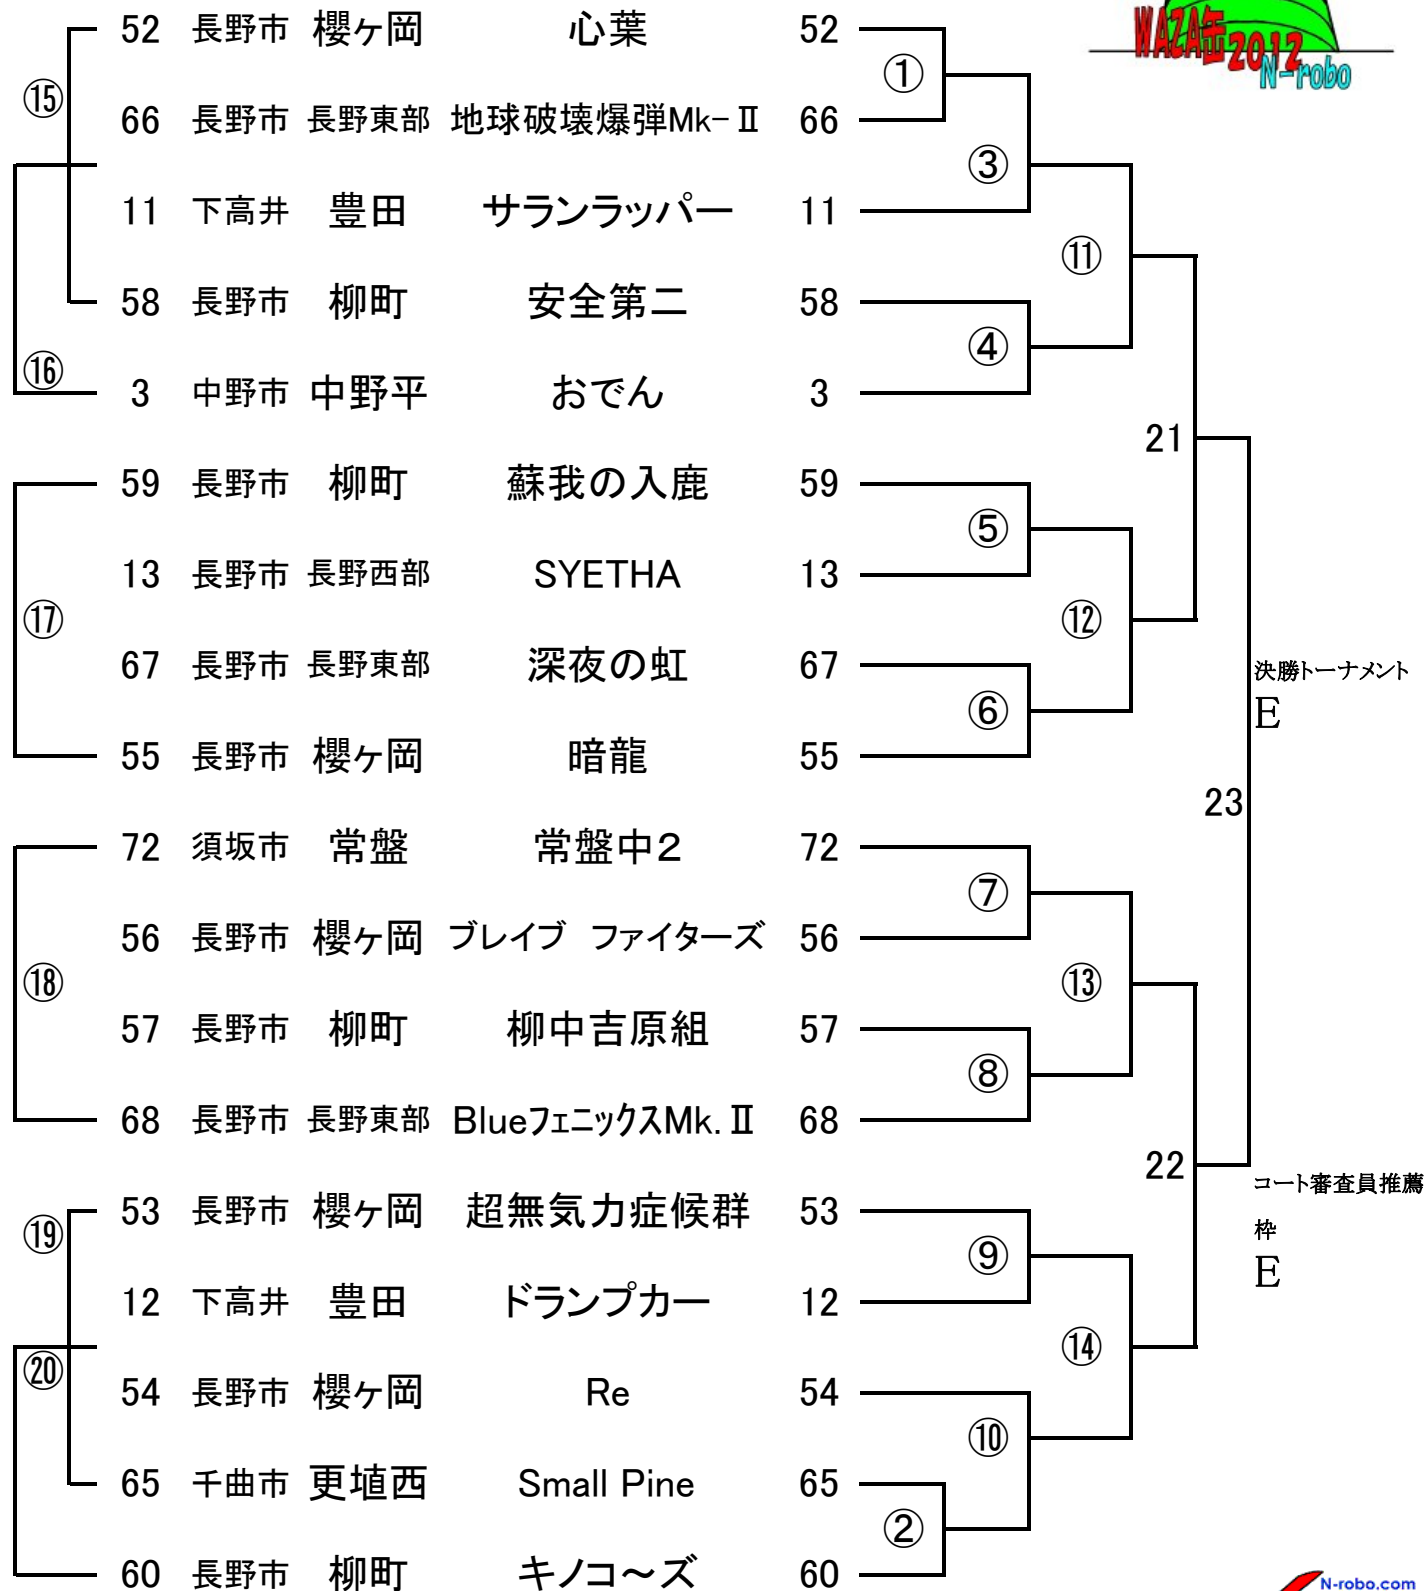 WAZA缶2012
N-robo
52 長野市 櫻ヶ岡 心葉 52
①
⑮
66 長野市 長野東部 地球破壊爆弾Mk-Ⅱ 66
③
11 下高井 豊田 サランラッパー 11
⑪
58 長野市 柳町 安全第二 58
④
⑯
3 中野市 中野平 おでん 3
21
59 長野市 柳町 蘇我の入鹿 59
⑤
13 長野市 長野西部 SYETHA 13
⑰
⑫
67 長野市 長野東部 深夜の虹 67
決勝トーナメント
E
⑥
55 長野市 櫻ヶ岡 暗龍 55
23
72 須坂市 常盤 常盤中2 72
⑦
56 長野市 櫻ヶ岡 ブレイブ ファイターズ 56
⑱
⑬
57 長野市 柳町 柳中吉原組 57
⑧
68 長野市 長野東部 BlueフェニックスMk.Ⅱ 68
22
コート審査員推薦
枠
E
53 長野市 櫻ヶ岡 超無気力症候群 53
⑲
⑨
12 下高井 豊田 ドランプカー 12
⑭
⑳
54 長野市 櫻ヶ岡 Re 54
⑩
65 千曲市 更埴西 Small Pine 65
②
60 長野市 柳町 キノコ～ズ 60
N-robo.com